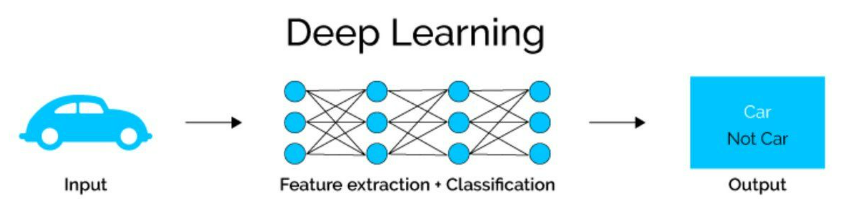 Deep Learning
Car
Not Car
Input
Feature extraction + Classification
Output